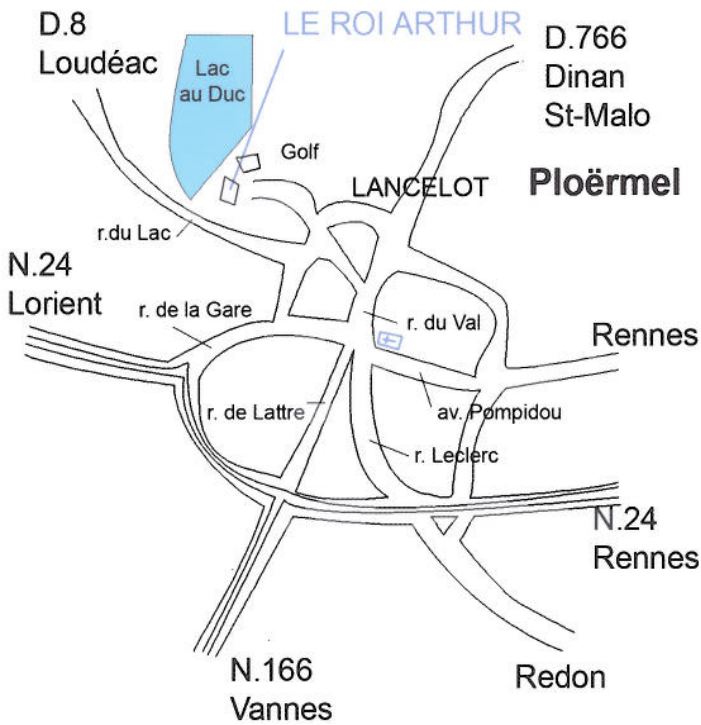 D.8
Loudéac
LE ROI ARTHUR
Lac
au Duc
D.766
Dinan
St-Malo
Golf
LANCELOT
Ploërmel
r.du Lac
N.24
Lorient
r. de la Gare
r. du Val
Rennes
r. de Lattre
av. Pompidou
r. Leclerc
N.24
Rennes
N.166
Vannes
Redon